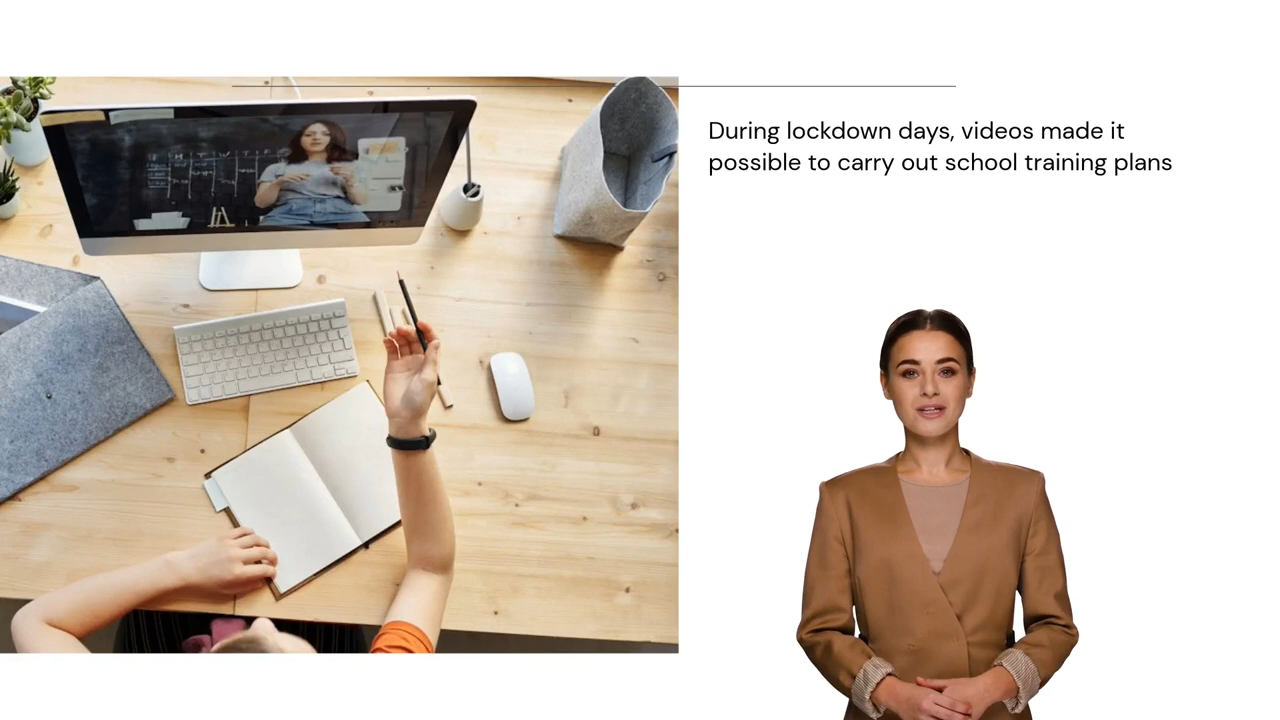 During lockdown days, videos made it
possible to carry out school training plans